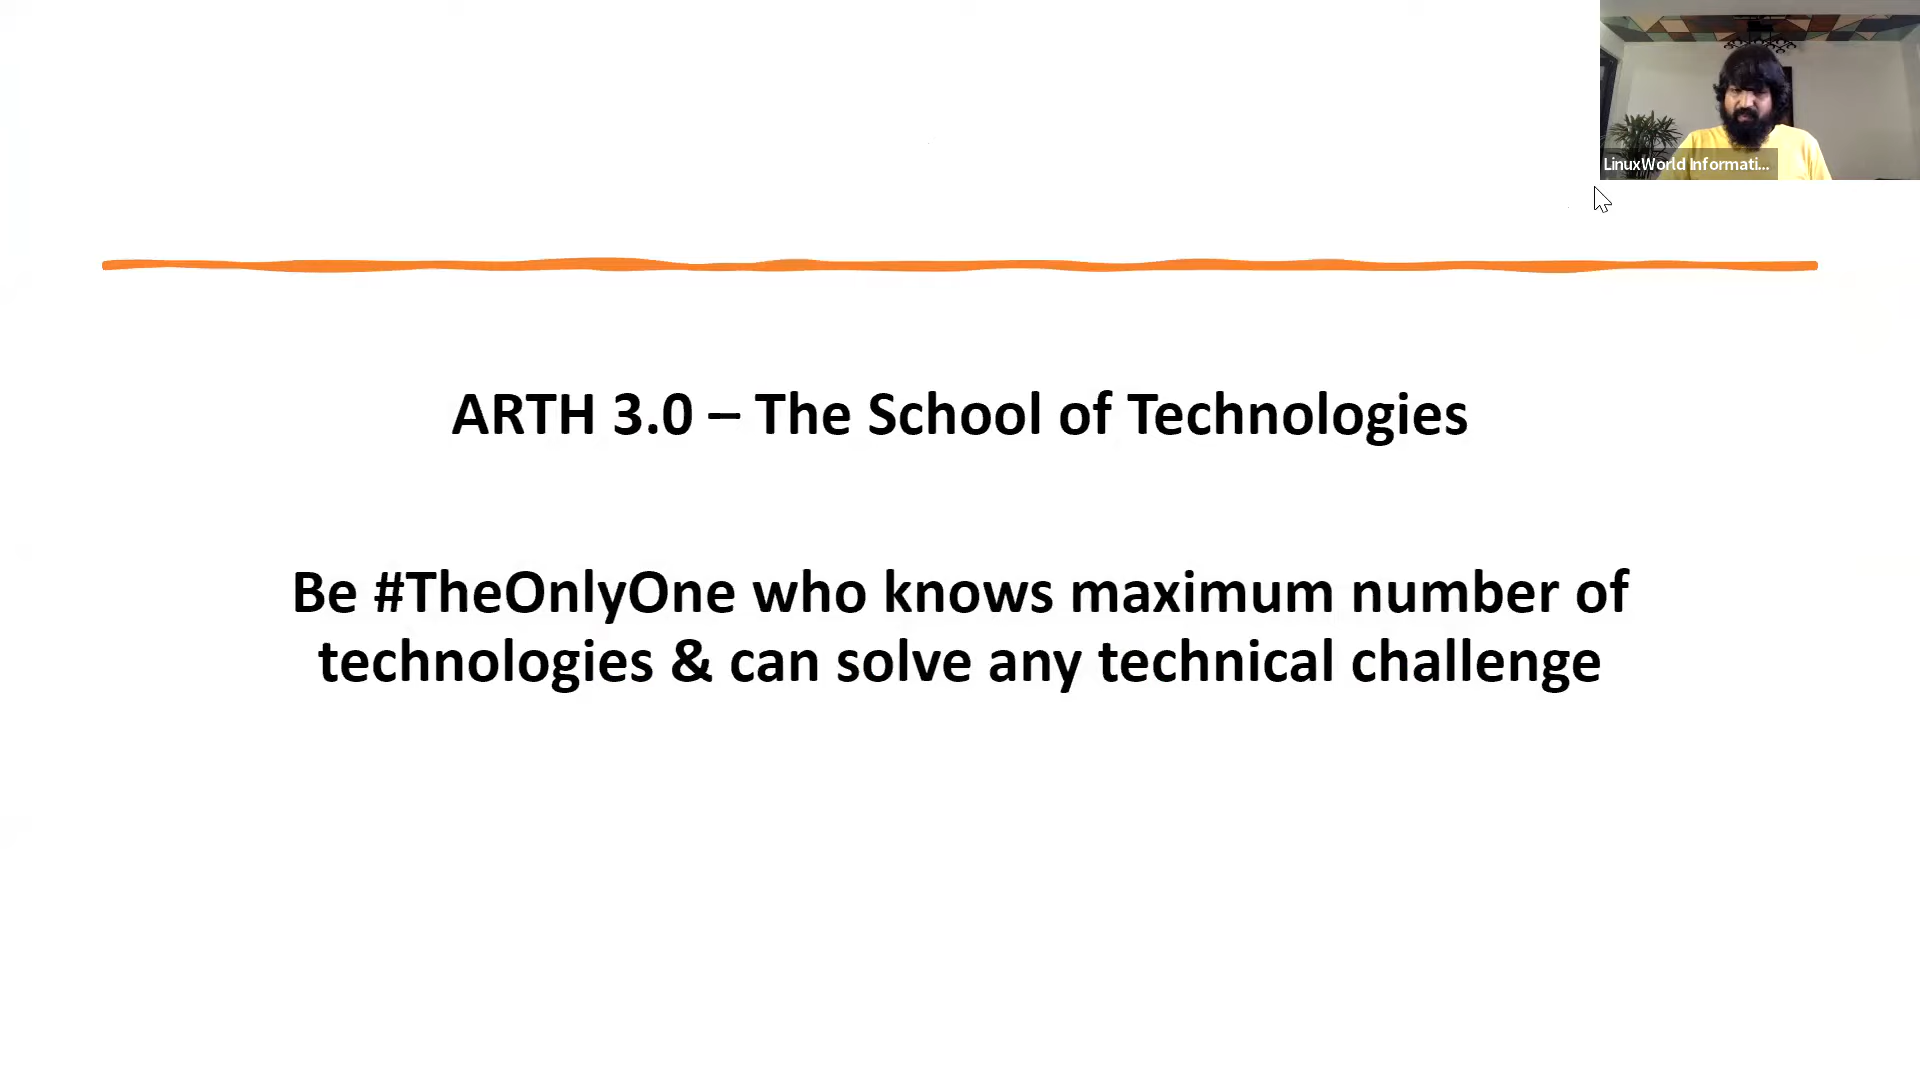 LinuxWorld Informati...
ARTH 3.0 – The School of Technologies
Be #TheOnlyOne who knows maximum number of
technologies & can solve any technical challenge